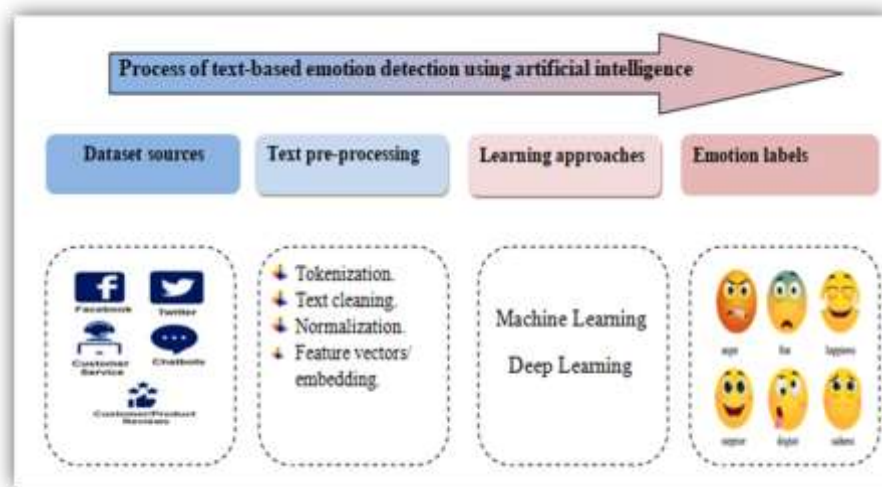 Process of text-based emotion detection using artificial intelligence
Dataset sources
Text pre-processing
Learning approaches
Emotion labels
Facebook
Twitter
Customer
Service
Chatbots
Customer/Product
Reviews
Tokenization.
Text cleaning.
Normalization.
Feature vectors/
embedding.
Machine Learning
Deep Learning
anger
fear
happiness
surprise
disgust
sadness